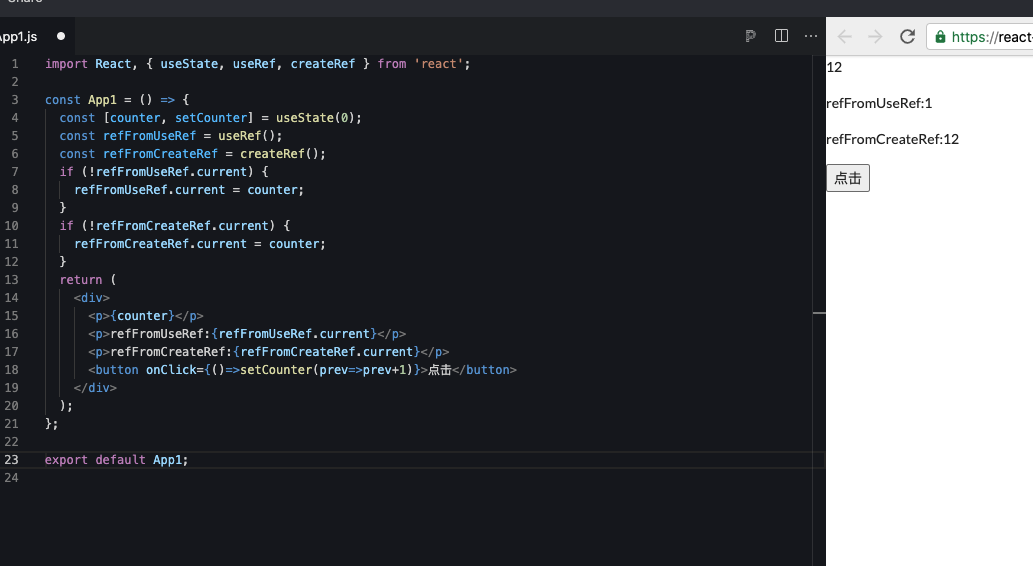 Share
App1.js
1 import React, { useState, useRef, createRef } from 'react';
2
3 const App1 = () => {
4 const [counter, setCounter] = useState(0);
5 const refFromUseRef = useRef();
6 const refFromCreateRef = createRef();
7 if (!refFromUseRef.current) {
8 refFromUseRef.current = counter;
9 }
10 if (!refFromCreateRef.current) {
11 refFromCreateRef.current = counter;
12 }
13 return (
14 <div>
15 <p>{counter}</p>
16 <p>refFromUseRef:{refFromUseRef.current}</p>
17 <p>refFromCreateRef:{refFromCreateRef.current}</p>
18 <button onClick={()=>setCounter(prev=>prev+1)}>点击</button>
19 </div>
20 );
21 };
22
23 export default App1;
24
https://react-
12
refFromUseRef:1
refFromCreateRef:12
点击